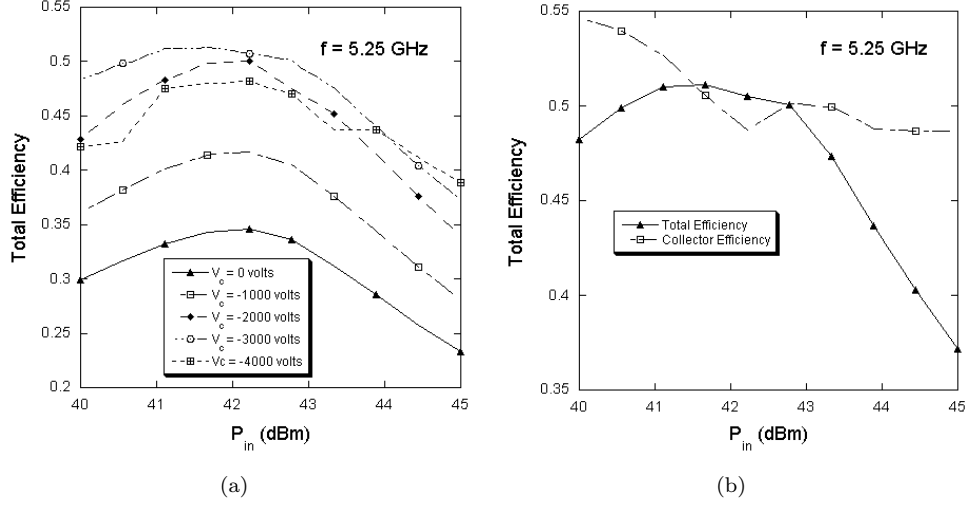 (a)
Total Efficiency
0.55
0.5
0.45
0.4
0.35
0.3
0.25
0.2
f = 5.25 GHz
V_c = 0 volts
V_c = -1000 volts
V_c = -2000 volts
V_c = -3000 volts
Vc = -4000 volts
40 41 42 43 44 45
P_in (dBm)
(b)
Total Efficiency
0.55
0.5
0.45
0.4
0.35
f = 5.25 GHz
Total Efficiency
Collector Efficiency
40 41 42 43 44 45
P_in (dBm)